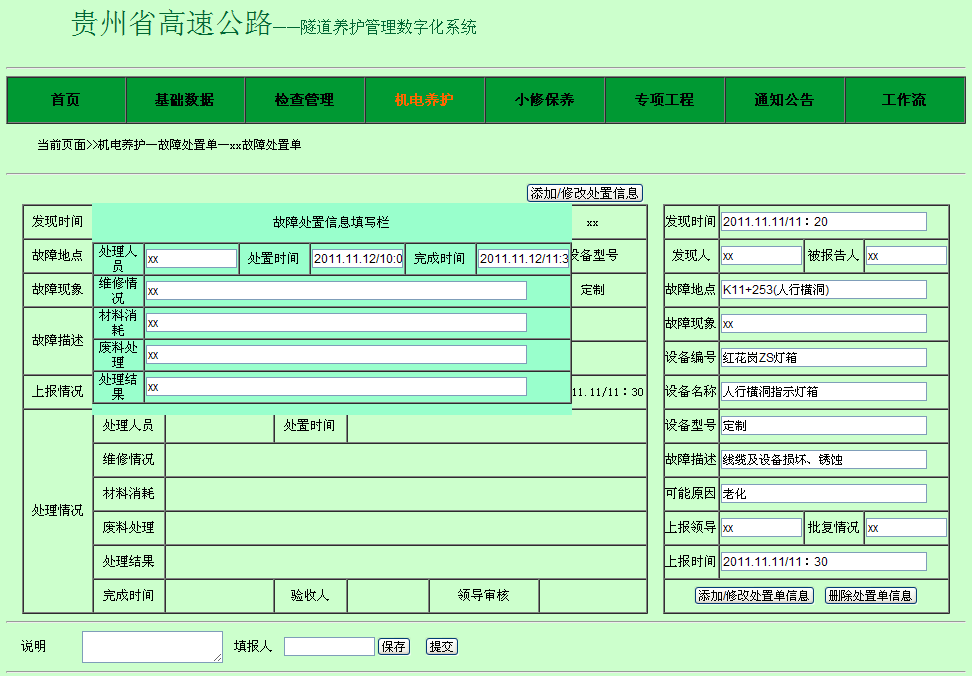 贵州省高速公路——隧道养护管理数字化系统
首页 基础数据 检查管理 机电养护 小修保养 专项工程 通知公告 工作流
当前页面>>机电养护—故障处置单—xx故障处置单
添加/修改处置信息
发现时间 xx
故障地点 设备型号
故障现象 定制
故障描述
上报情况 11.11/11：30
故障处置信息填写栏
处理人员 xx 处置时间 2011.11.12/10:0 完成时间 2011.11.12/11:3
维修情况 xx
材料消耗 xx
废料处理 xx
处理结果 xx
处理情况
处理人员 处置时间
维修情况
材料消耗
废料处理
处理结果
完成时间 验收人 领导审核
发现时间 2011.11.11/11：20
发现人 xx 被报告人 xx
故障地点 K11+253(人行横洞)
故障现象 xx
设备编号 红花岗ZS灯箱
设备名称 人行横洞指示灯箱
设备型号 定制
故障描述 线缆及设备损坏、锈蚀
可能原因 老化
上报领导 xx 批复情况 xx
上报时间 2011.11.11/11：30
添加/修改处置单信息 删除处置单信息
说明 填报人 保存 提交